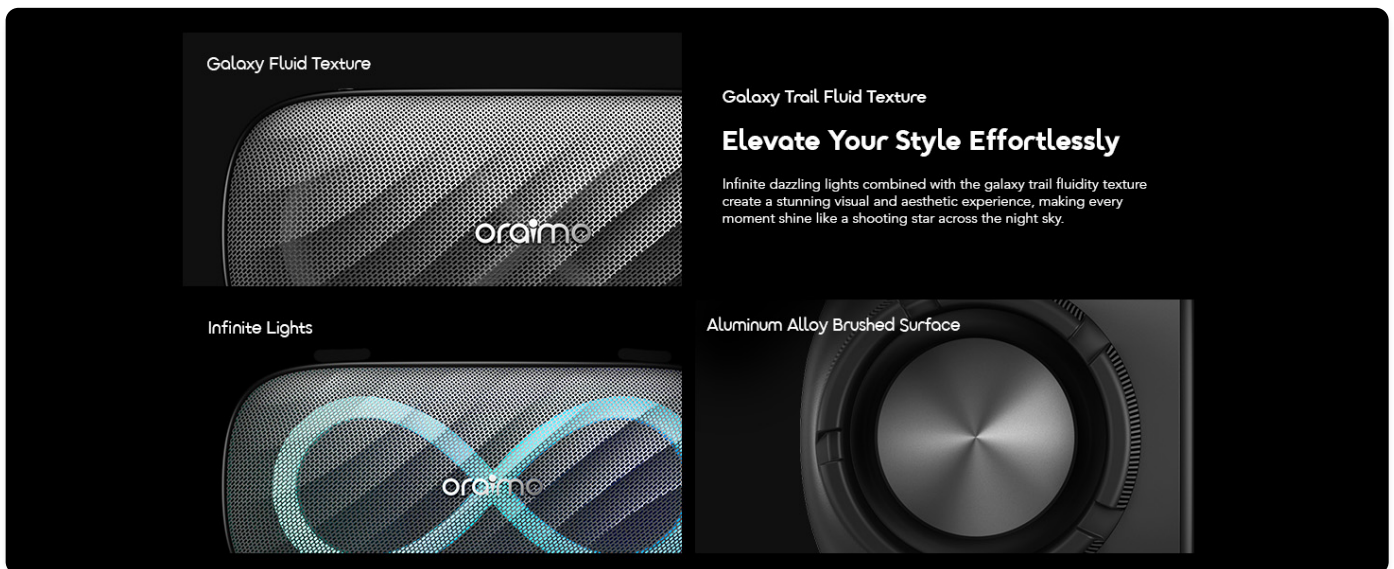 Galaxy Fluid Texture
oraimo
Galaxy Trail Fluid Texture
Elevate Your Style Effortlessly
Infinite dazzling lights combined with the galaxy trail fluidity texture
create a stunning visual and aesthetic experience, making every
moment shine like a shooting star across the night sky.
Infinite Lights
oraimo
Aluminum Alloy Brushed Surface